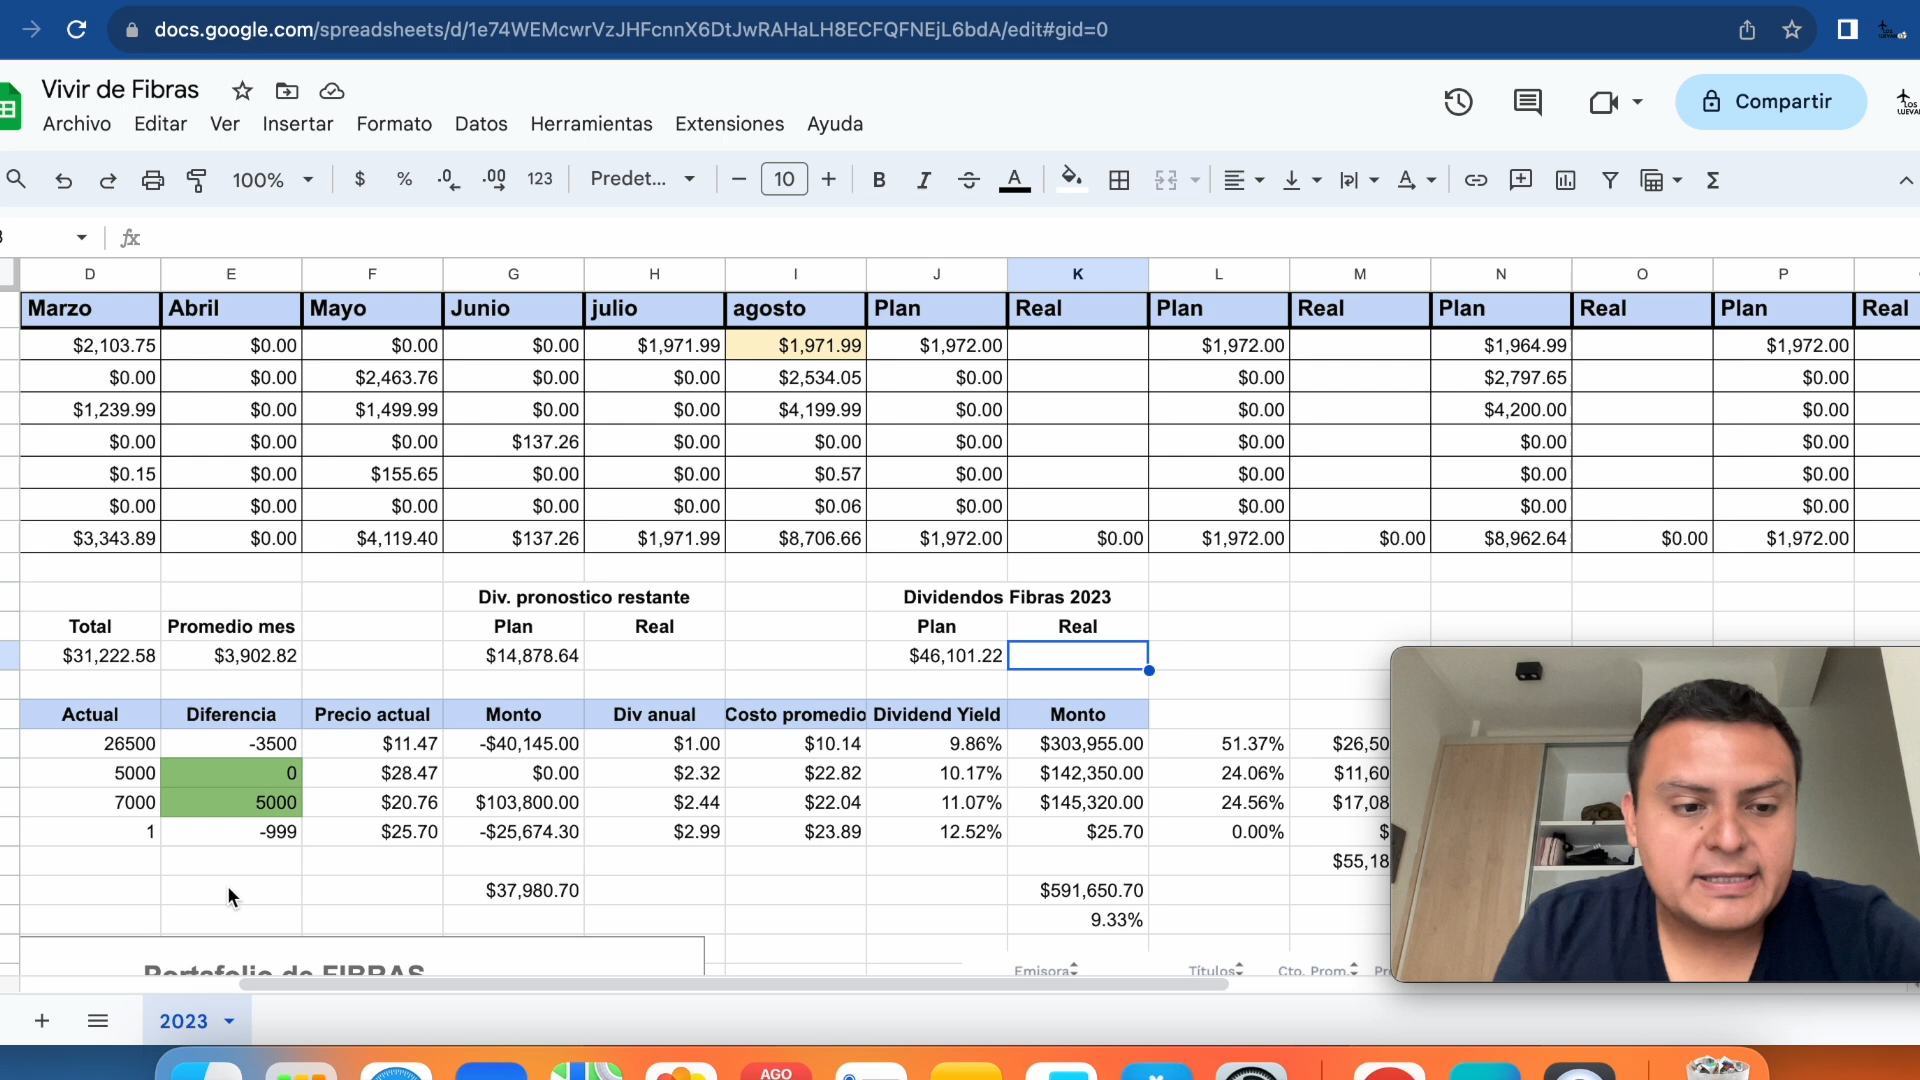 docs.google.com/spreadsheets/d/1e74WEMcwrVzJHFcnnX6DtJwRAHaLH8ECFQFNEjL6bdA/edit#gid=0
Vivir de Fibras
Compartir
Archivo Editar Ver Insertar Formato Datos Herramientas Extensiones Ayuda
100% $ % .0 .00 123 Predet... 10 B I A
fx
D E F G H I J K L M N O P
Marzo Abril Mayo Junio julio agosto Plan Real Plan Real Plan Real Plan Real
$2,103.75 $0.00 $0.00 $0.00 $1,971.99 $1,971.99 $1,972.00 $1,972.00 $1,964.99 $1,972.00
$0.00 $0.00 $2,463.76 $0.00 $0.00 $2,534.05 $0.00 $0.00 $2,797.65 $0.00
$1,239.99 $0.00 $1,499.99 $0.00 $0.00 $4,199.99 $0.00 $0.00 $4,200.00 $0.00
$0.00 $0.00 $0.00 $137.26 $0.00 $0.00 $0.00 $0.00 $0.00 $0.00
$0.15 $0.00 $155.65 $0.00 $0.00 $0.57 $0.00 $0.00 $0.00 $0.00
$0.00 $0.00 $0.00 $0.00 $0.00 $0.06 $0.00 $0.00 $0.00 $0.00
$3,343.89 $0.00 $4,119.40 $137.26 $1,971.99 $8,706.66 $1,972.00 $0.00 $1,972.00 $0.00 $8,962.64 $0.00 $1,972.00
Div. pronostico restante Dividendos Fibras 2023
Total Promedio mes Plan Real Plan Real
$31,222.58 $3,902.82 $14,878.64 $46,101.22
Actual Diferencia Precio actual Monto Div anual Costo promedio Dividend Yield Monto
26500 -3500 $11.47 -$40,145.00 $1.00 $10.14 9.86% $303,955.00 51.37% $26,50
5000 0 $28.47 $0.00 $2.32 $22.82 10.17% $142,350.00 24.06% $11,60
7000 5000 $20.76 $103,800.00 $2.44 $22.04 11.07% $145,320.00 24.56% $17,08
1 -999 $25.70 -$25,674.30 $2.99 $23.89 12.52% $25.70 0.00% $
$55,18
$37,980.70 $591,650.70
9.33%
Portafolio de FIBRAS
Emisora Títulos Cto. Prom.
2023
AGO